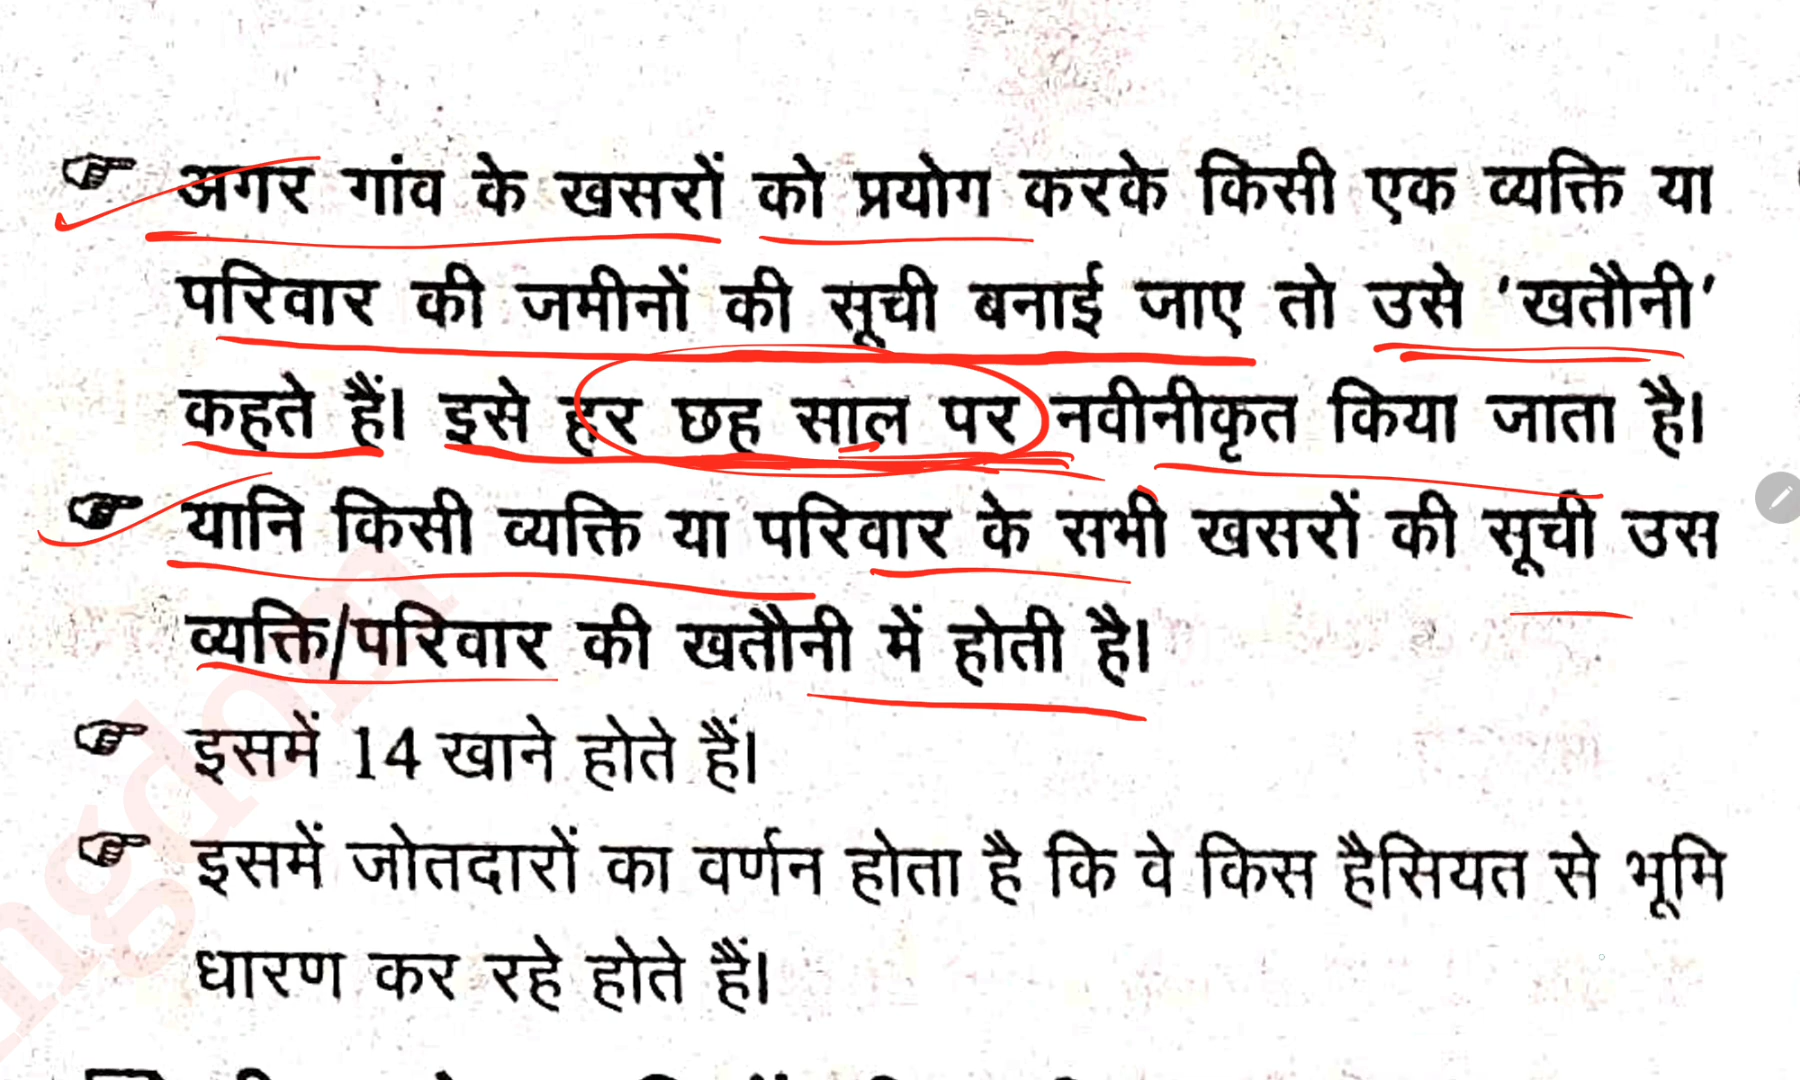 अगर गांव के खसरों को प्रयोग करके किसी एक व्यक्ति या
परिवार की जमीनों की सूची बनाई जाए तो उसे 'खतौनी'
कहते हैं। इसे हर छह साल पर नवीनीकृत किया जाता है।
यानि किसी व्यक्ति या परिवार के सभी खसरों की सूची उस
व्यक्ति/परिवार की खतौनी में होती है।
इसमें 14 खाने होते हैं।
इसमें जोतदारों का वर्णन होता है कि वे किस हैसियत से भूमि
धारण कर रहे होते हैं।